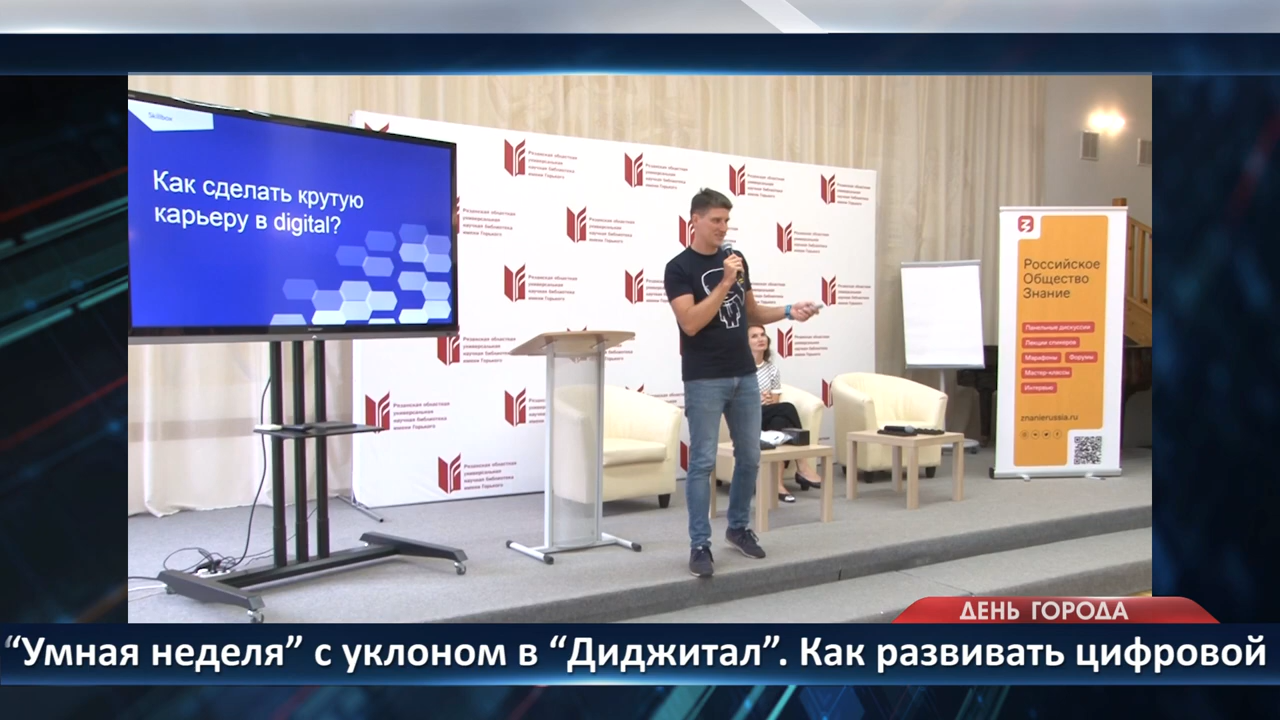 Skillbox
Как сделать крутую
карьеру в digital?
Рязанская областная
универсальная
научная библиотека
имени Горького
Российское
Общество
Знание
Панельные дискуссии
Лекции спикеров
Марафоны Форумы
Мастер-классы
Интервью
znanierussia.ru
ДЕНЬ ГОРОДА
“Умная неделя” с уклоном в “Диджитал”. Как развивать цифровой